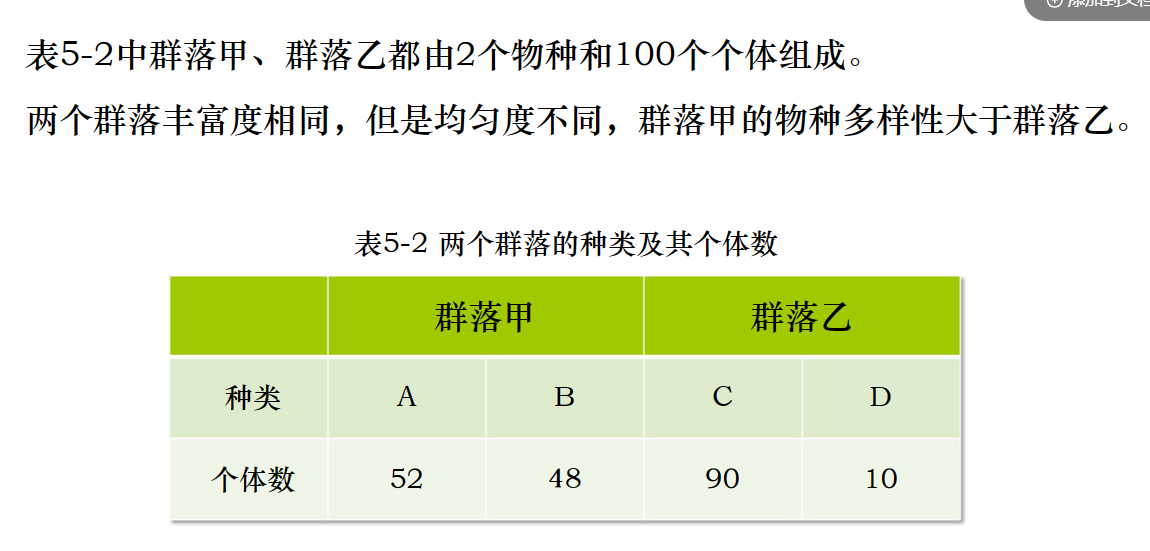 表5-2中群落甲、群落乙都由2个物种和100个个体组成。
两个群落丰富度相同，但是均匀度不同，群落甲的物种多样性大于群落乙。
表5-2 两个群落的种类及其个体数
群落甲 群落乙
种类 A B C D
个体数 52 48 90 10